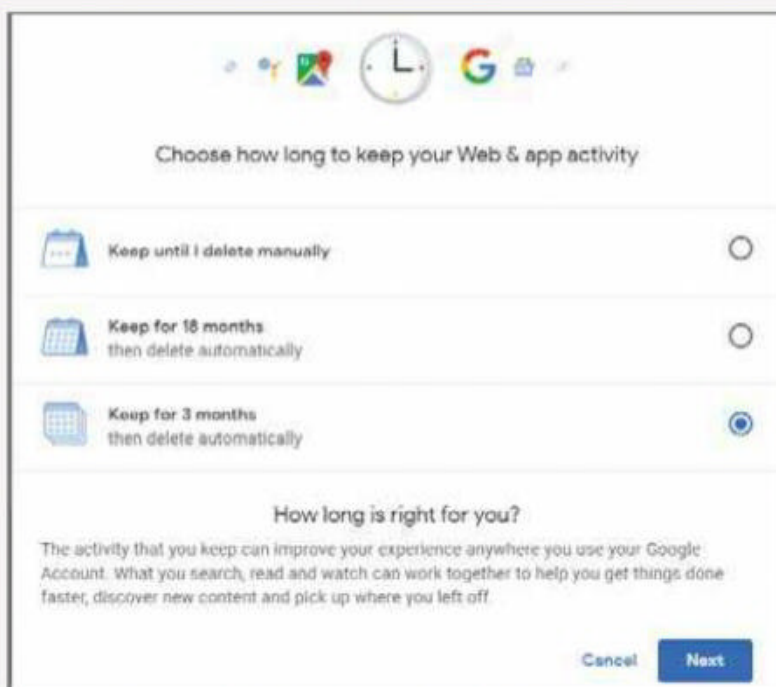 Choose how long to keep your Web & app activity
Keep until I delete manually
Keep for 18 months
then delete automatically
Keep for 3 months
then delete automatically
How long is right for you?
The activity that you keep can improve your experience anywhere you use your Google
Account. What you search, read and watch can work together to help you get things done
faster, discover new content and pick up where you left off
Cancel
Next